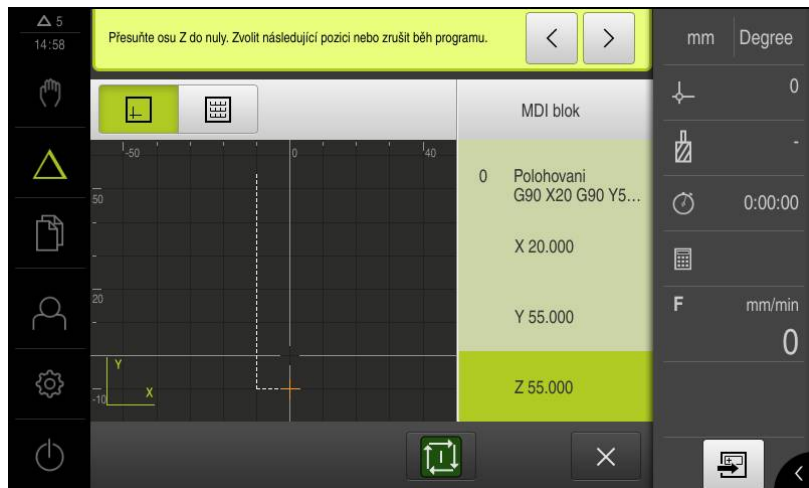 5
14:58
Přesuňte osu Z do nuly. Zvolit následující pozici nebo zrušit běh programu.
mm Degree
0
MDI blok
-50 0 40
50
20
-10
Y
X
0 Polohovani
G90 X20 G90 Y5...
X 20.000
Y 55.000
Z 55.000
-
0:00:00
F mm/min
0